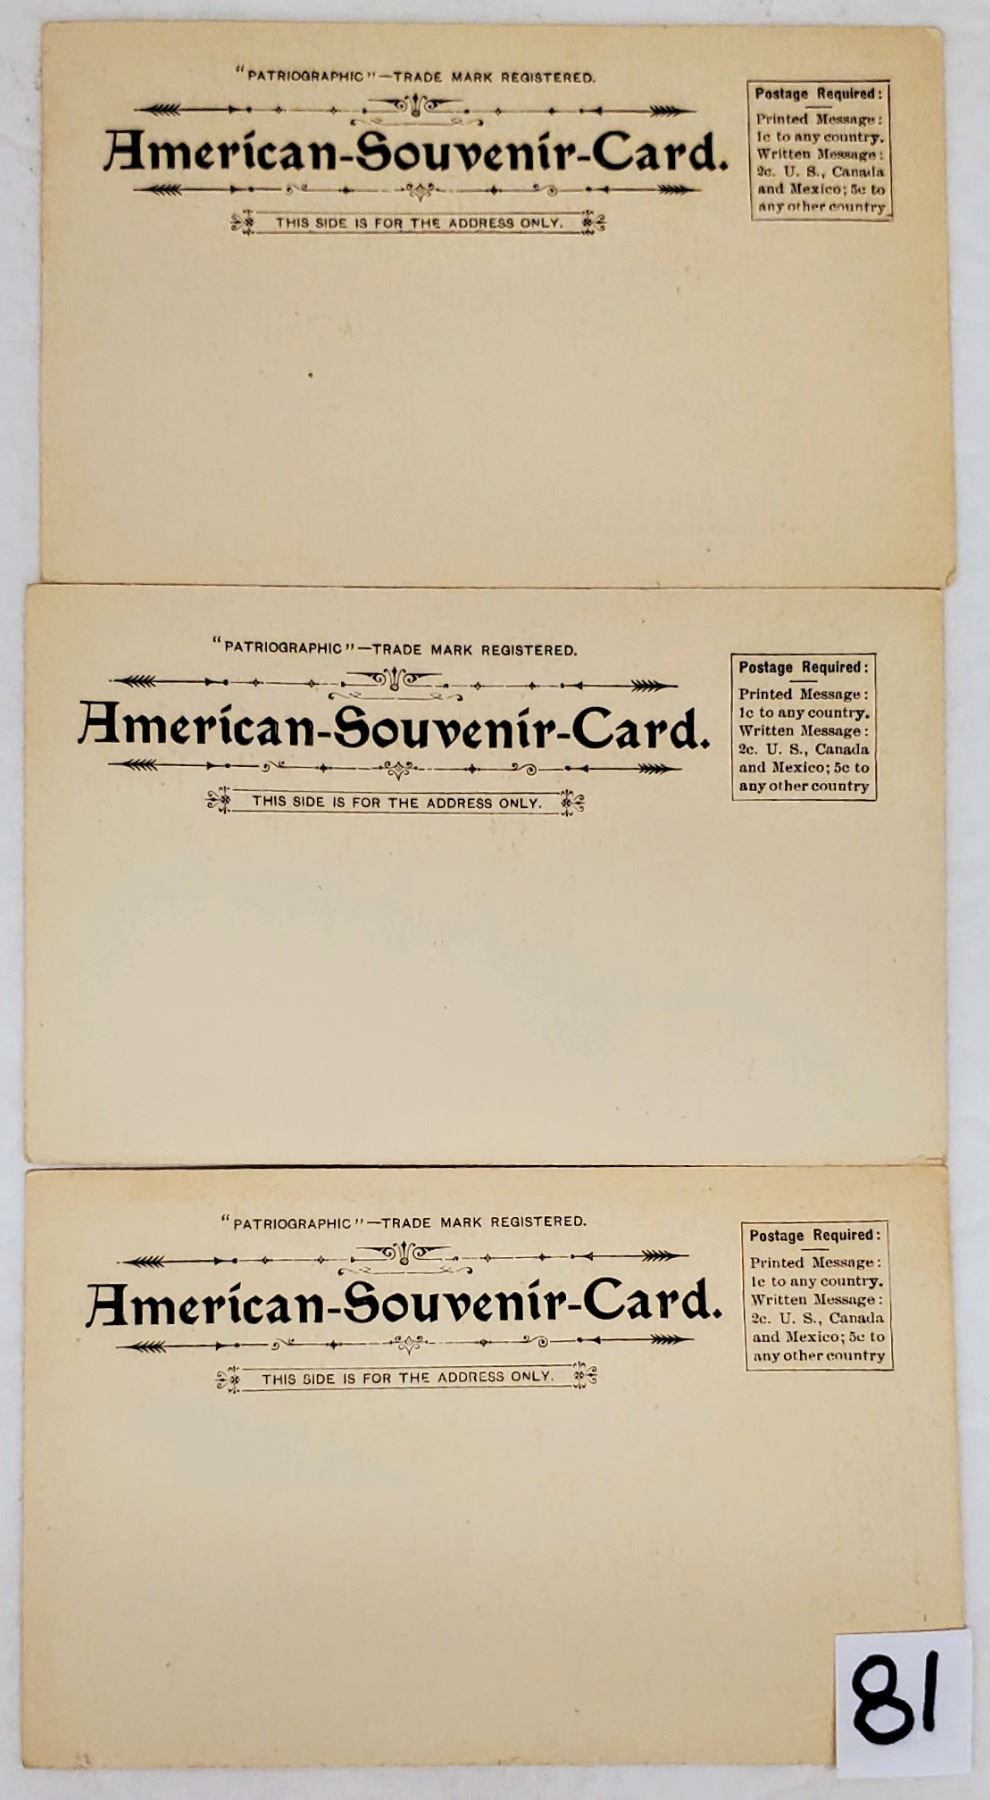 "PATRIOGRAPHIC"—TRADE MARK REGISTERED.
American-Souvenir-Card.
THIS SIDE IS FOR THE ADDRESS ONLY.
Postage Required:
Printed Message:
1c to any country.
Written Message:
2c. U. S., Canada
and Mexico; 5c to
any other country
"PATRIOGRAPHIC"—TRADE MARK REGISTERED.
American-Souvenir-Card.
THIS SIDE IS FOR THE ADDRESS ONLY.
Postage Required:
Printed Message:
1c to any country.
Written Message:
2c. U. S., Canada
and Mexico; 5c to
any other country
"PATRIOGRAPHIC"—TRADE MARK REGISTERED.
American-Souvenir-Card.
THIS SIDE IS FOR THE ADDRESS ONLY.
Postage Required:
Printed Message:
1c to any country.
Written Message:
2c. U. S., Canada
and Mexico; 5c to
any other country
81